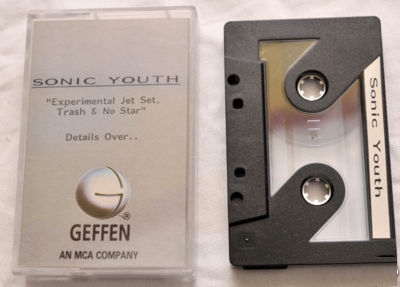 SONIC YOUTH
"Experimental Jet Set,
Trash & No Star"
Details Over..
G
®
GEFFEN
AN MCA COMPANY
Sonic Youth